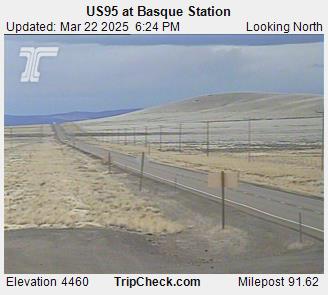 US95 at Basque Station
Updated: Mar 22 2025 6:24 PM Looking North
Elevation 4460 TripCheck.com Milepost 91.62